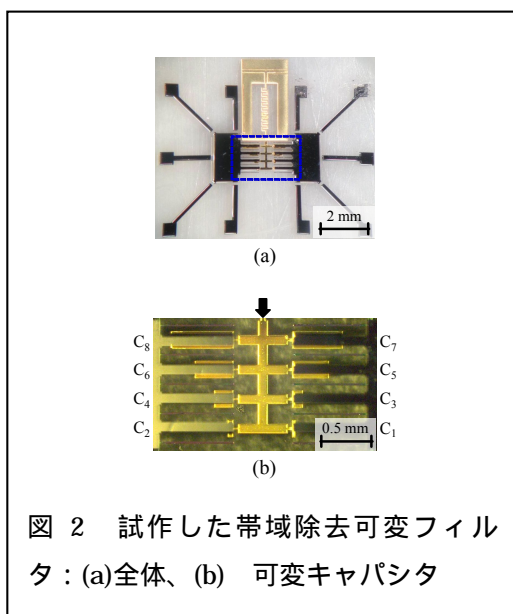 2 mm
(a)
C₈ C₇
C₆ C₅
C₄ C₃
C₂ C₁
0.5 mm
(b)
図 2 試作した帯域除去可変フィル
タ：(a)全体、(b) 可変キャパシタ